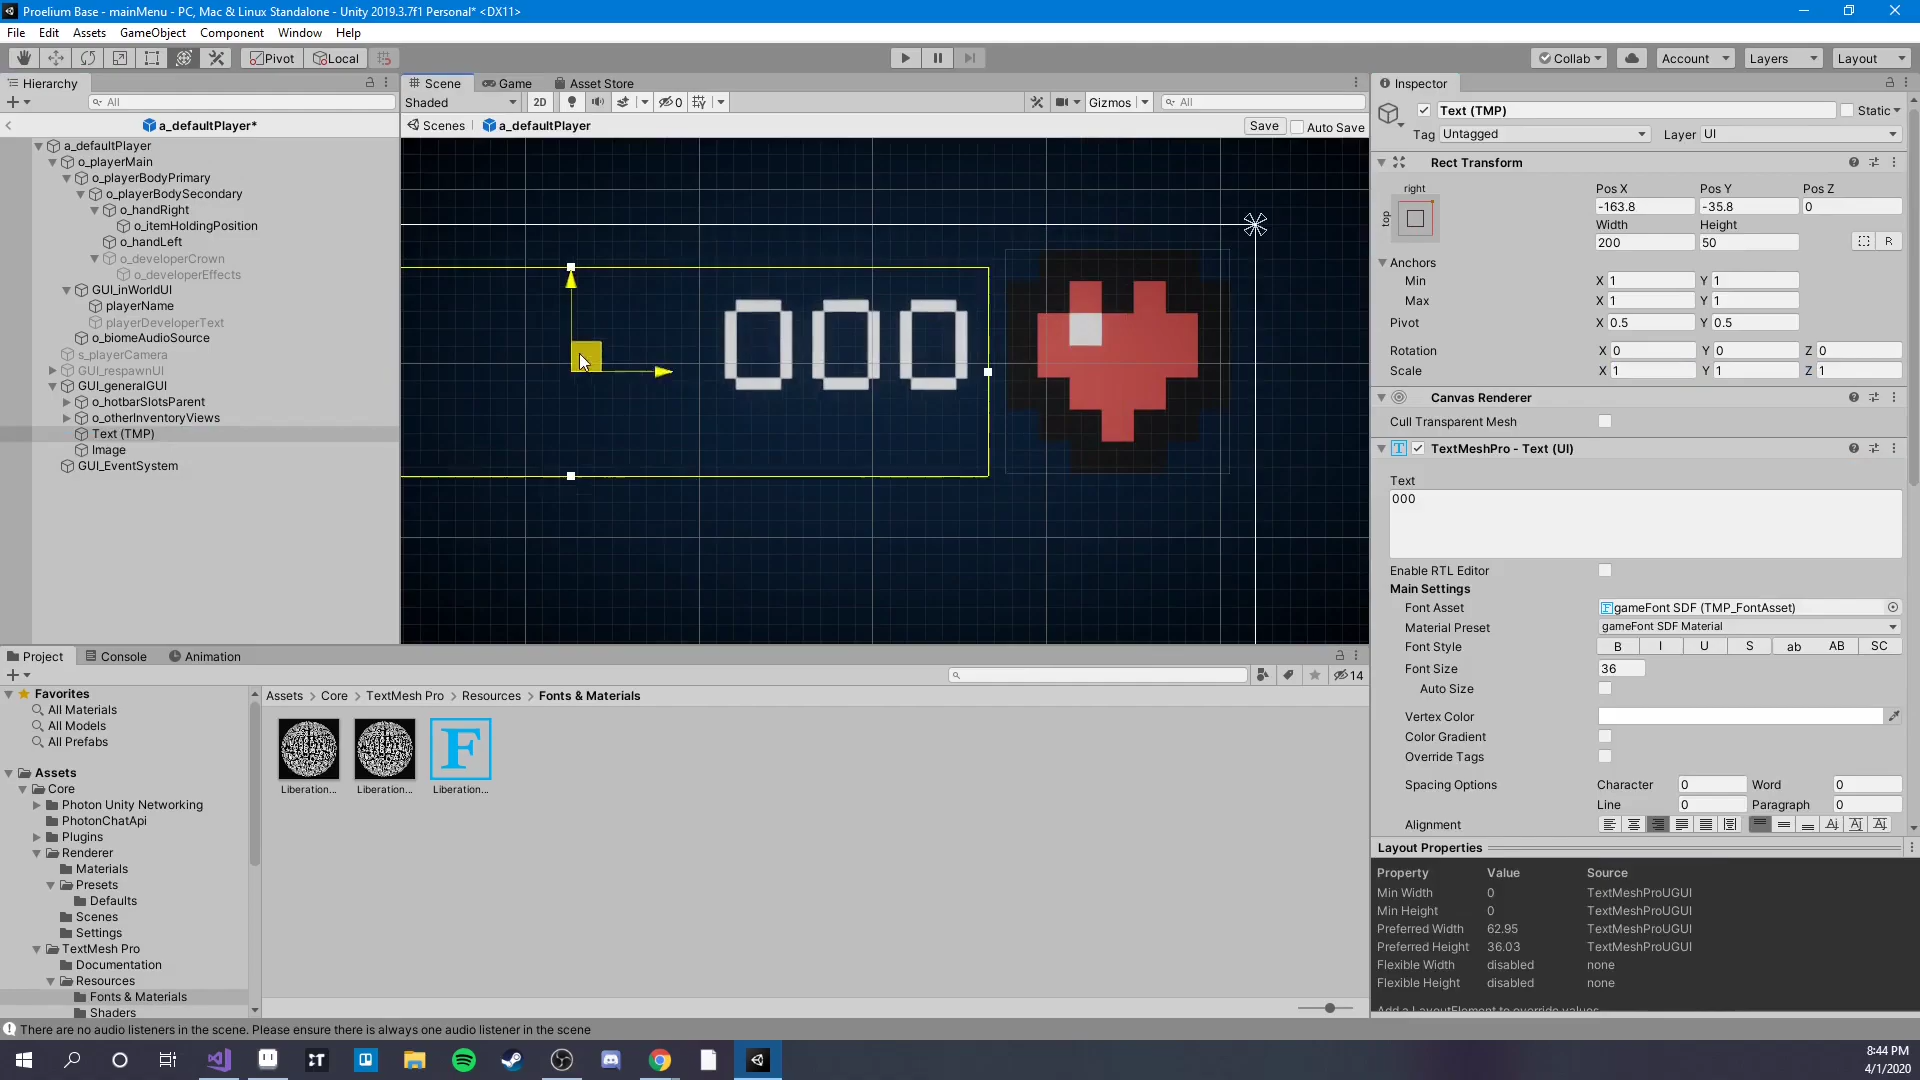 Proelium Base - mainMenu - PC, Mac & Linux Standalone - Unity 2019.3.7f1 Personal* <DX11>
File Edit Assets GameObject Component Window Help
Pivot Local Collab Account Layers Layout
Hierarchy
All
a_defaultPlayer*
a_defaultPlayer
o_playerMain
o_playerBodyPrimary
o_playerBodySecondary
o_handRight
o_itemHoldingPosition
o_handLeft
o_developerCrown
o_developerEffects
GUI_inWorldUI
playerName
playerDeveloperText
o_biomeAudioSource
s_playerCamera
GUI_respawnUI
GUI_generalGUI
o_hotbarSlotsParent
o_otherInventoryViews
Text (TMP)
Image
GUI_EventSystem
Scene Game Asset Store
Shaded 2D 0 Gizmos All
Scenes a_defaultPlayer Save Auto Save
000
Inspector
Text (TMP) Static
Tag Untagged Layer UI
Rect Transform
right
top
Pos X Pos Y Pos Z
-163.8 -35.8 0
Width Height
200 50 R
Anchors
Min X 1 Y 1
Max X 1 Y 1
Pivot X 0.5 Y 0.5
Rotation X 0 Y 0 Z 0
Scale X 1 Y 1 Z 1
Canvas Renderer
Cull Transparent Mesh
TextMeshPro - Text (UI)
Text
000
Enable RTL Editor
Main Settings
Font Asset gameFont SDF (TMP_FontAsset)
Material Preset gameFont SDF Material
Font Style B I U S ab AB SC
Font Size 36
Auto Size
Vertex Color
Color Gradient
Override Tags
Spacing Options Character 0 Word 0
Line 0 Paragraph 0
Alignment
Layout Properties
Property Value Source
Min Width 0 TextMeshProUGUI
Min Height 0 TextMeshProUGUI
Preferred Width 62.95 TextMeshProUGUI
Preferred Height 36.03 TextMeshProUGUI
Flexible Width disabled none
Flexible Height disabled none
Add a LayoutElement to override values
Project Console Animation
14
Favorites
All Materials
All Models
All Prefabs
Assets
Core
Photon Unity Networking
PhotonChatApi
Plugins
Renderer
Materials
Presets
Defaults
Scenes
Settings
TextMesh Pro
Documentation
Resources
Fonts & Materials
Shaders
Assets > Core > TextMesh Pro > Resources > Fonts & Materials
F
Liberation... Liberation... Liberation...
There are no audio listeners in the scene. Please ensure there is always one audio listener in the scene
8:44 PM
4/1/2020